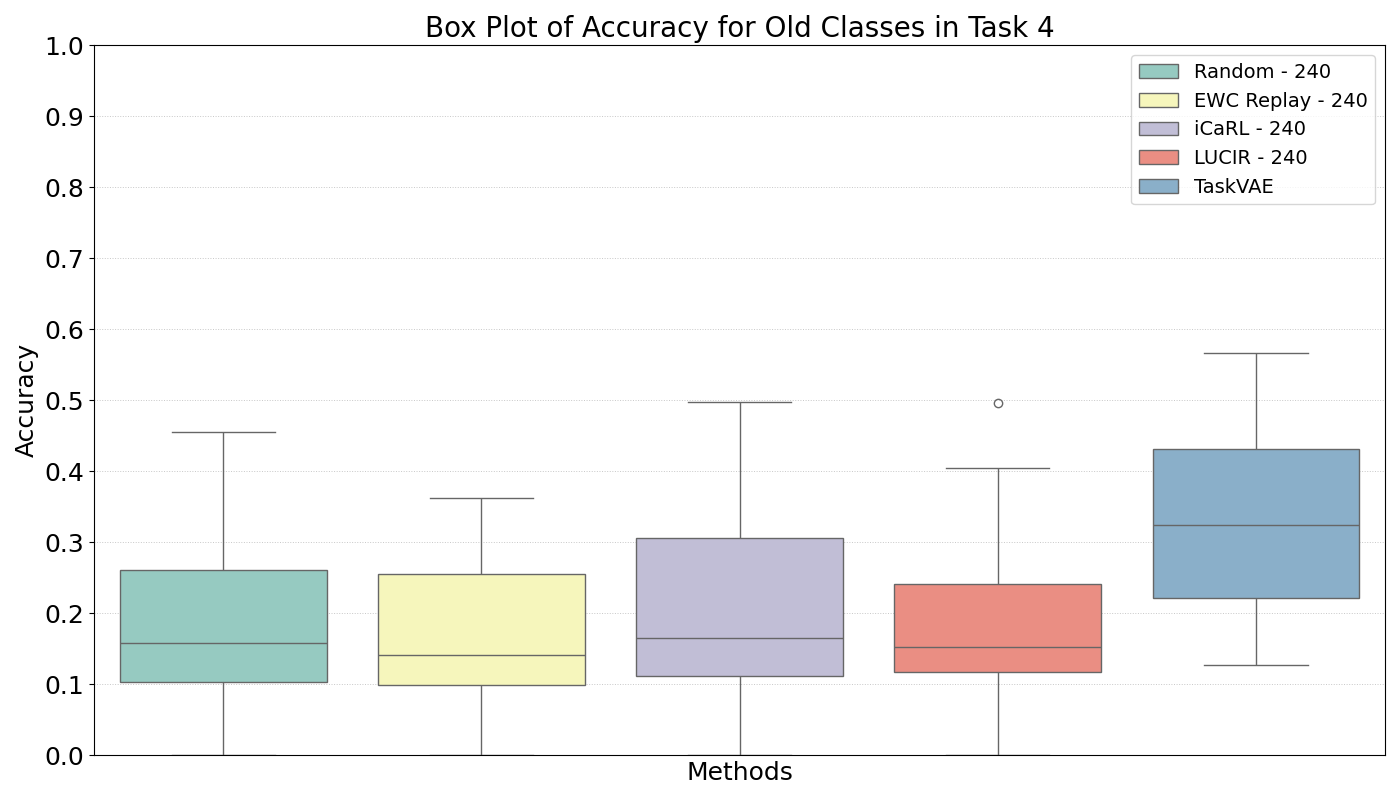 Box Plot of Accuracy for Old Classes in Task 4
1.0
0.9
0.8
0.7
0.6
0.5
0.4
0.3
0.2
0.1
0.0
Accuracy
Methods
Random - 240
EWC Replay - 240
iCaRL - 240
LUCIR - 240
TaskVAE